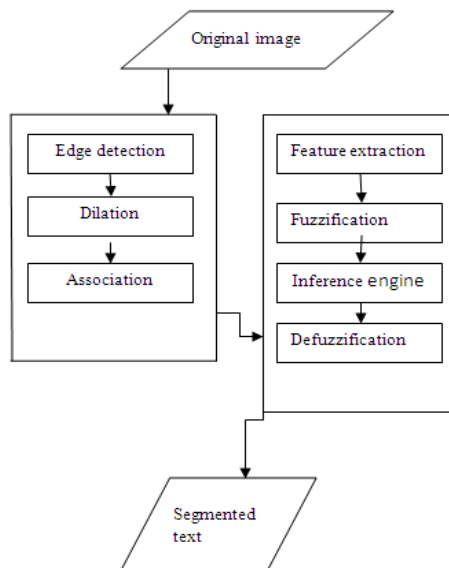 Original image
Edge detection
Dilation
Association
Feature extraction
Fuzzification
Inference engine
Defuzzification
Segmented
text